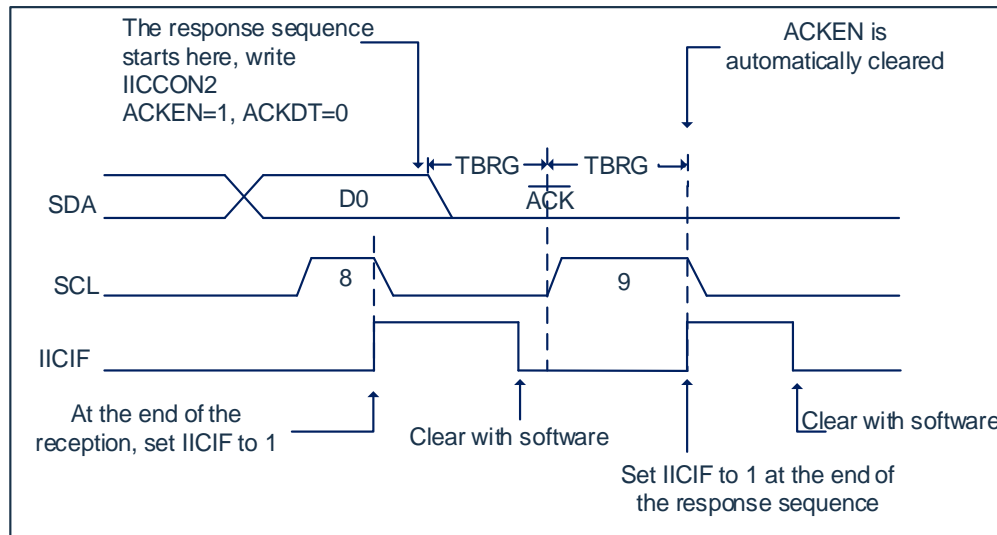 The response sequence
starts here, write
IICCON2
ACKEN=1, ACKDT=0
ACKEN is
automatically cleared
TBRG
TBRG
SDA
D0
ACK
SCL
8
9
IICIF
At the end of the
reception, set IICIF to 1
Clear with software
Set IICIF to 1 at the end of
the response sequence
Clear with software